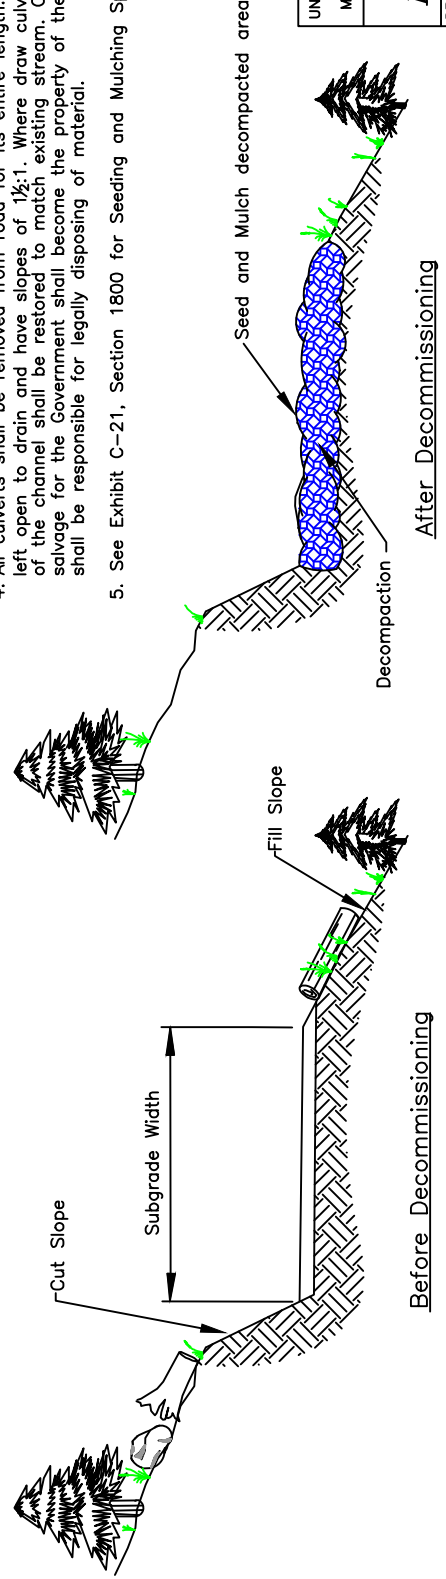 4. All culverts shall be removed from road for its entire length.
left open to drain and have slopes of 1½:1. Where draw culv
of the channel shall be restored to match existing stream. C
salvage for the Government shall become the property of the
shall be responsible for legally disposing of material.
5. See Exhibit C-21, Section 1800 for Seeding and Mulching Sp
Cut Slope
Subgrade Width
Fill Slope
Before Decommissioning
Seed and Mulch decompacted area
Decompaction
After Decommissioning
UN
M